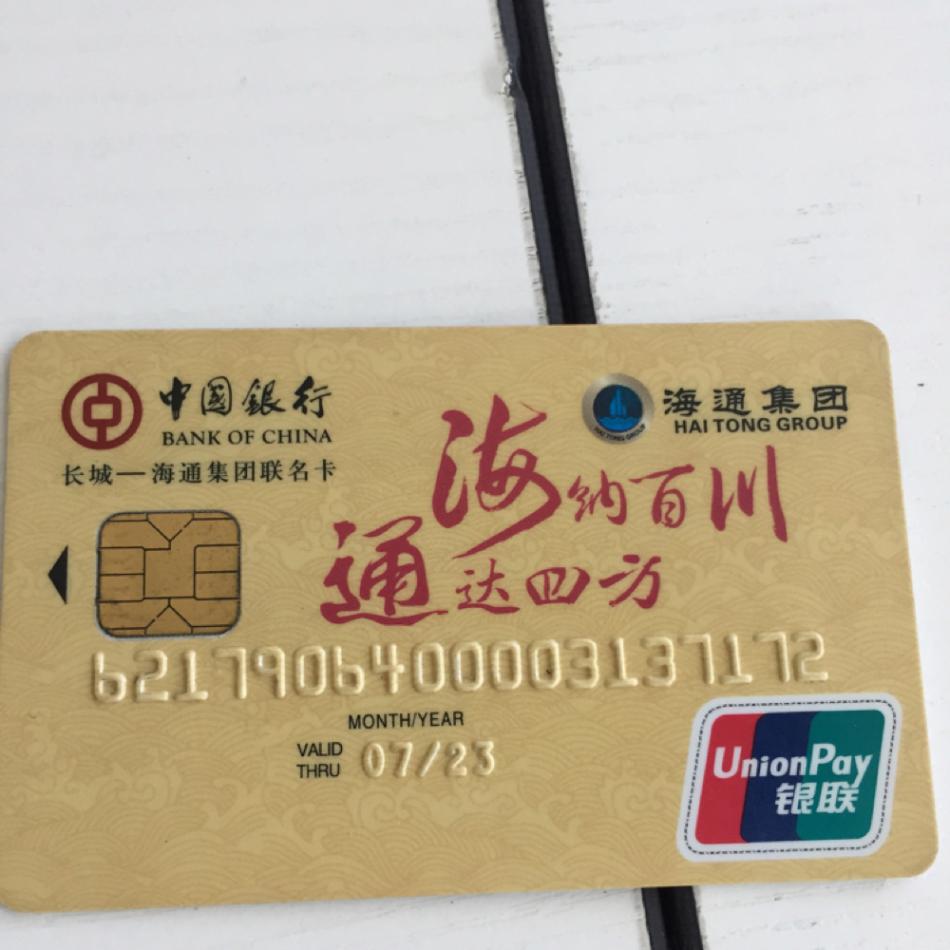 中國銀行
BANK OF CHINA
长城—海通集团联名卡
海通集团
HAI TONG GROUP
HAI TONG GROUP
海纳百川
通达四方
6217906400003137172
MONTH/YEAR
VALID THRU 07/23
UnionPay
银联